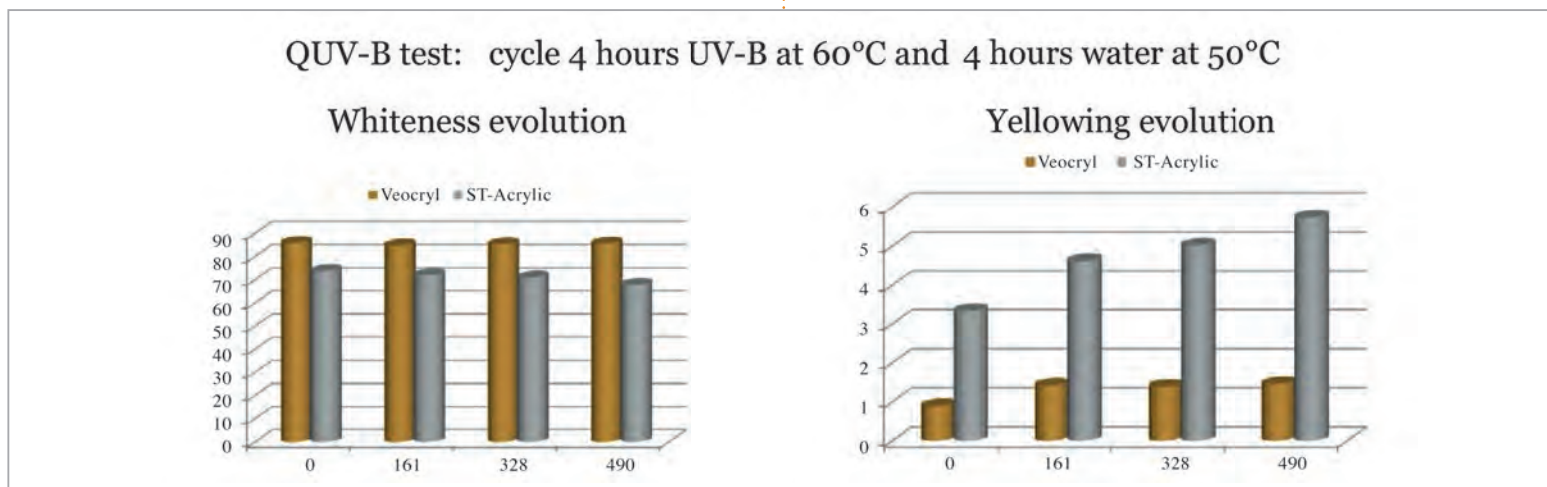 QUV-B test: cycle 4 hours UV-B at 60°C and 4 hours water at 50°C
Whiteness evolution
Veocryl ST-Acrylic
90
80
70
60
50
40
30
20
10
0
0 161 328 490
Yellowing evolution
Veocryl ST-Acrylic
6
5
4
3
2
1
0
0 161 328 490